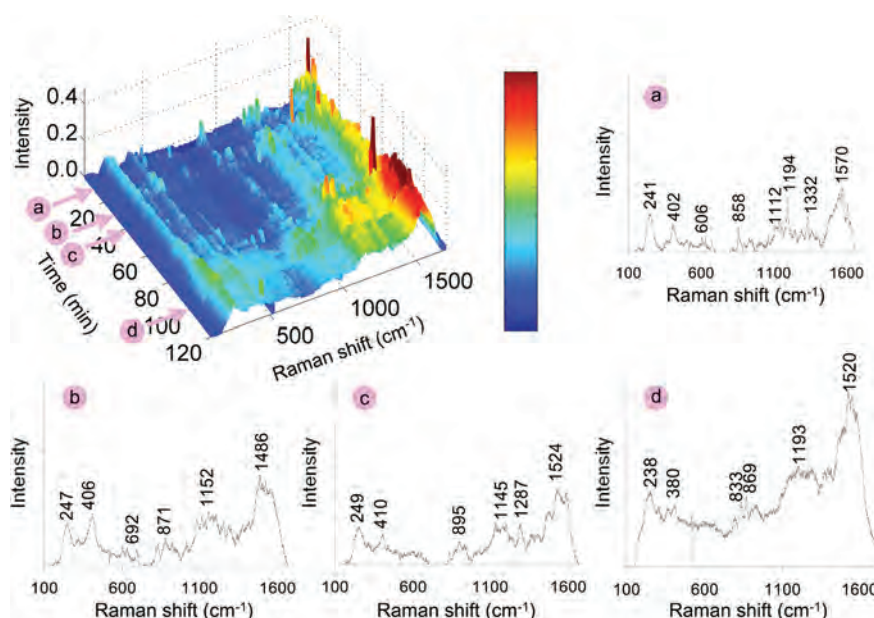 Intensity
0.4
0.2
0.0
a
b
c
d
20
40
60
80
100
120
Time (min)
500
1000
1500
Raman shift (cm-1)
a
Intensity
241
402
606
858
1112
1194
1332
1570
100 600 1100 1600
Raman shift (cm-1)
b
Intensity
247
406
692
871
1152
1486
100 600 1100 1600
Raman shift (cm-1)
c
Intensity
249
410
895
1145
1287
1524
100 600 1100 1600
Raman shift (cm-1)
d
Intensity
238
380
833
869
1193
1520
100 600 1100 1600
Raman shift (cm-1)